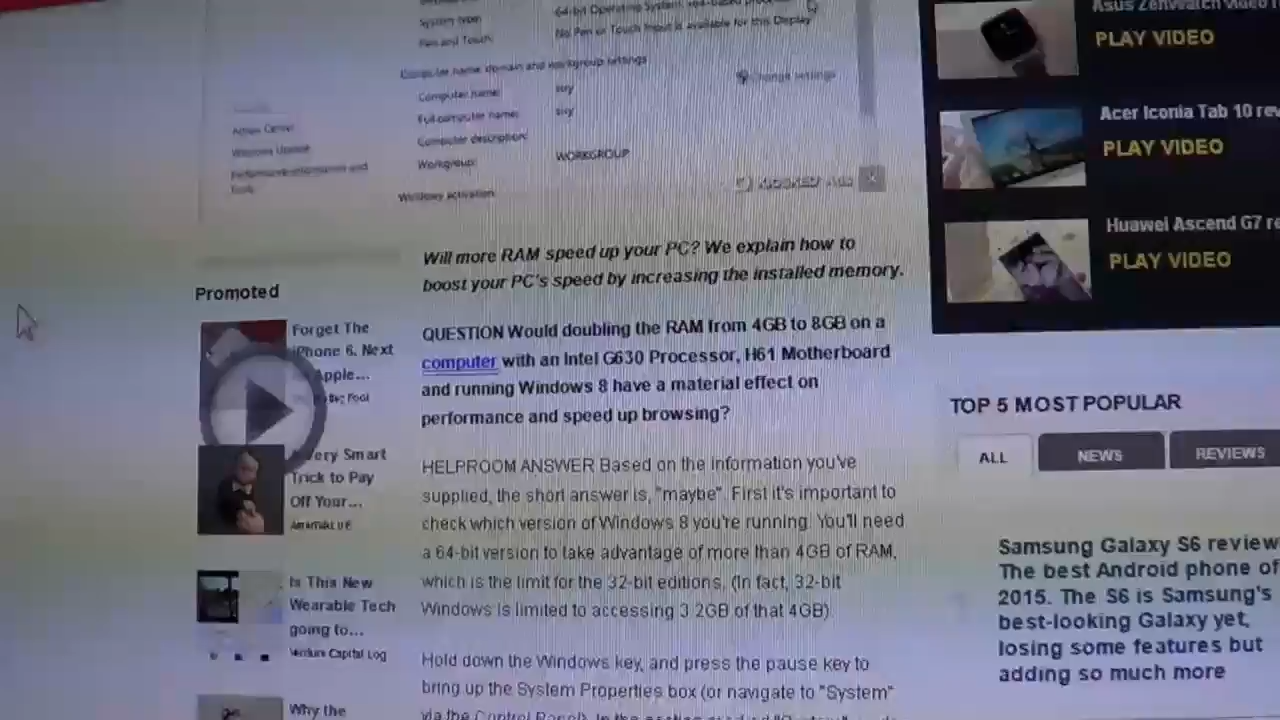 System type:
64-bit Operating System, x64-based
Pen and Touch:
No Pen or Touch Input is available for this Display
Computer name, domain and workgroup settings
Computer name:
Change settings
Full computer name:
Computer description:
Workgroup:
WORKGROUP
Action Center
Windows Update
Performance Information and
Tools
Windows activation
Will more RAM speed up your PC? We explain how to
boost your PC's speed by increasing the installed memory.
QUESTION Would doubling the RAM from 4GB to 8GB on a
computer with an Intel G630 Processor, H61 Motherboard
and running Windows 8 have a material effect on
performance and speed up browsing?
HELPROOM ANSWER Based on the information you've
supplied, the short answer is, "maybe". First it's important to
check which version of Windows 8 you're running. You'll need
a 64-bit version to take advantage of more than 4GB of RAM,
which is the limit for the 32-bit editions. (In fact, 32-bit
Windows is limited to accessing 3.2GB of that 4GB).
Hold down the Windows key, and press the pause key to
bring up the System Properties box (or navigate to "System"
via the Control Panel). In the
Promoted
Forget The
iPhone 6. Next
Apple...
Fool
Very Smart
Trick to Pay
Off Your...
Is This New
Wearable Tech
going to...
Venture Capital Log
Why the
Asus ZenWatch video
PLAY VIDEO
Acer Iconia Tab 10 rev
PLAY VIDEO
Huawei Ascend G7 re
PLAY VIDEO
TOP 5 MOST POPULAR
ALL
NEWS
REVIEWS
Samsung Galaxy S6 review
The best Android phone of
2015. The S6 is Samsung's
best-looking Galaxy yet,
losing some features but
adding so much more